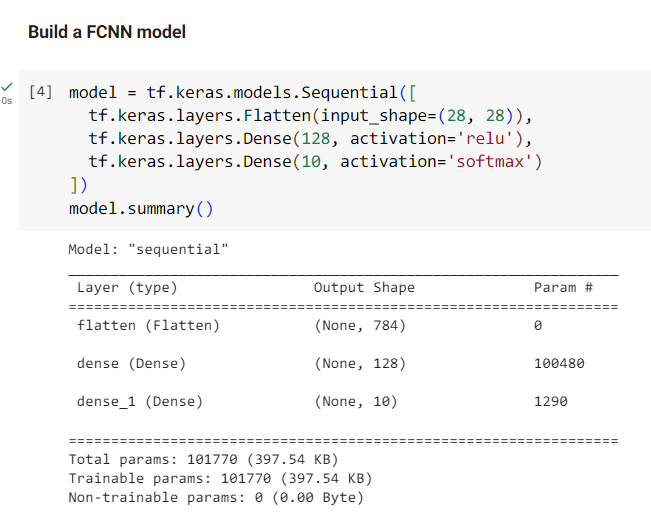 Build a FCNN model
[4] model = tf.keras.models.Sequential([
tf.keras.layers.Flatten(input_shape=(28, 28)),
tf.keras.layers.Dense(128, activation='relu'),
tf.keras.layers.Dense(10, activation='softmax')
])
0s
model.summary()
Model: "sequential"
_________________________________________________________________
Layer (type) Output Shape Param #
=================================================================
flatten (Flatten) (None, 784) 0
dense (Dense) (None, 128) 100480
dense_1 (Dense) (None, 10) 1290
=================================================================
Total params: 101770 (397.54 KB)
Trainable params: 101770 (397.54 KB)
Non-trainable params: 0 (0.00 Byte)